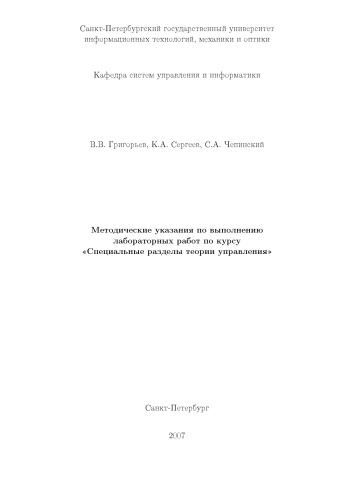 Санкт-Петербургский государственный университет
информационных технологий, механики и оптики
Кафедра систем управления и информатики
В.В. Григорьев, К.А. Сергеев, С.А. Чепинский
Методические указания по выполнению
лабораторных работ по курсу
«Специальные разделы теории управления»
Санкт-Петербург
2007